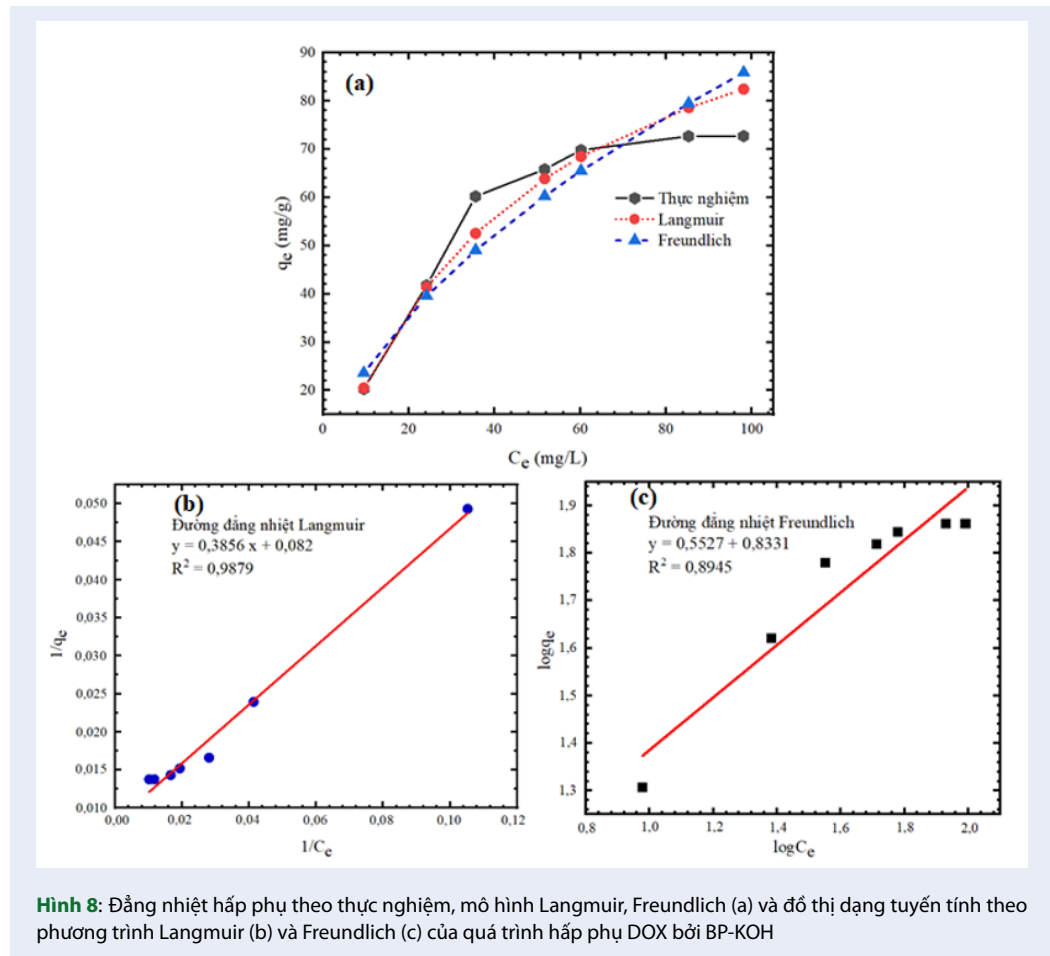 90
80
70
60
50
40
30
20
qe (mg/g)
(a)
Thực nghiệm
Langmuir
Freundlich
0 20 40 60 80 100
Ce (mg/L)
(b)
Đường đẳng nhiệt Langmuir
y = 0,3856 x + 0,082
R² = 0,9879
0,050
0,045
0,040
0,035
0,030
0,025
0,020
0,015
0,010
1/qe
0,00 0,02 0,04 0,06 0,08 0,10 0,12
1/Ce
(c)
Đường đẳng nhiệt Freundlich
y = 0,5527 + 0,8331
R² = 0,8945
1,9
1,8
1,7
1,6
1,5
1,4
1,3
logqe
0,8 1,0 1,2 1,4 1,6 1,8 2,0
logCe
Hình 8: Đẳng nhiệt hấp phụ theo thực nghiệm, mô hình Langmuir, Freundlich (a) và đồ thị dạng tuyến tính theo
phương trình Langmuir (b) và Freundlich (c) của quá trình hấp phụ DOX bởi BP-KOH